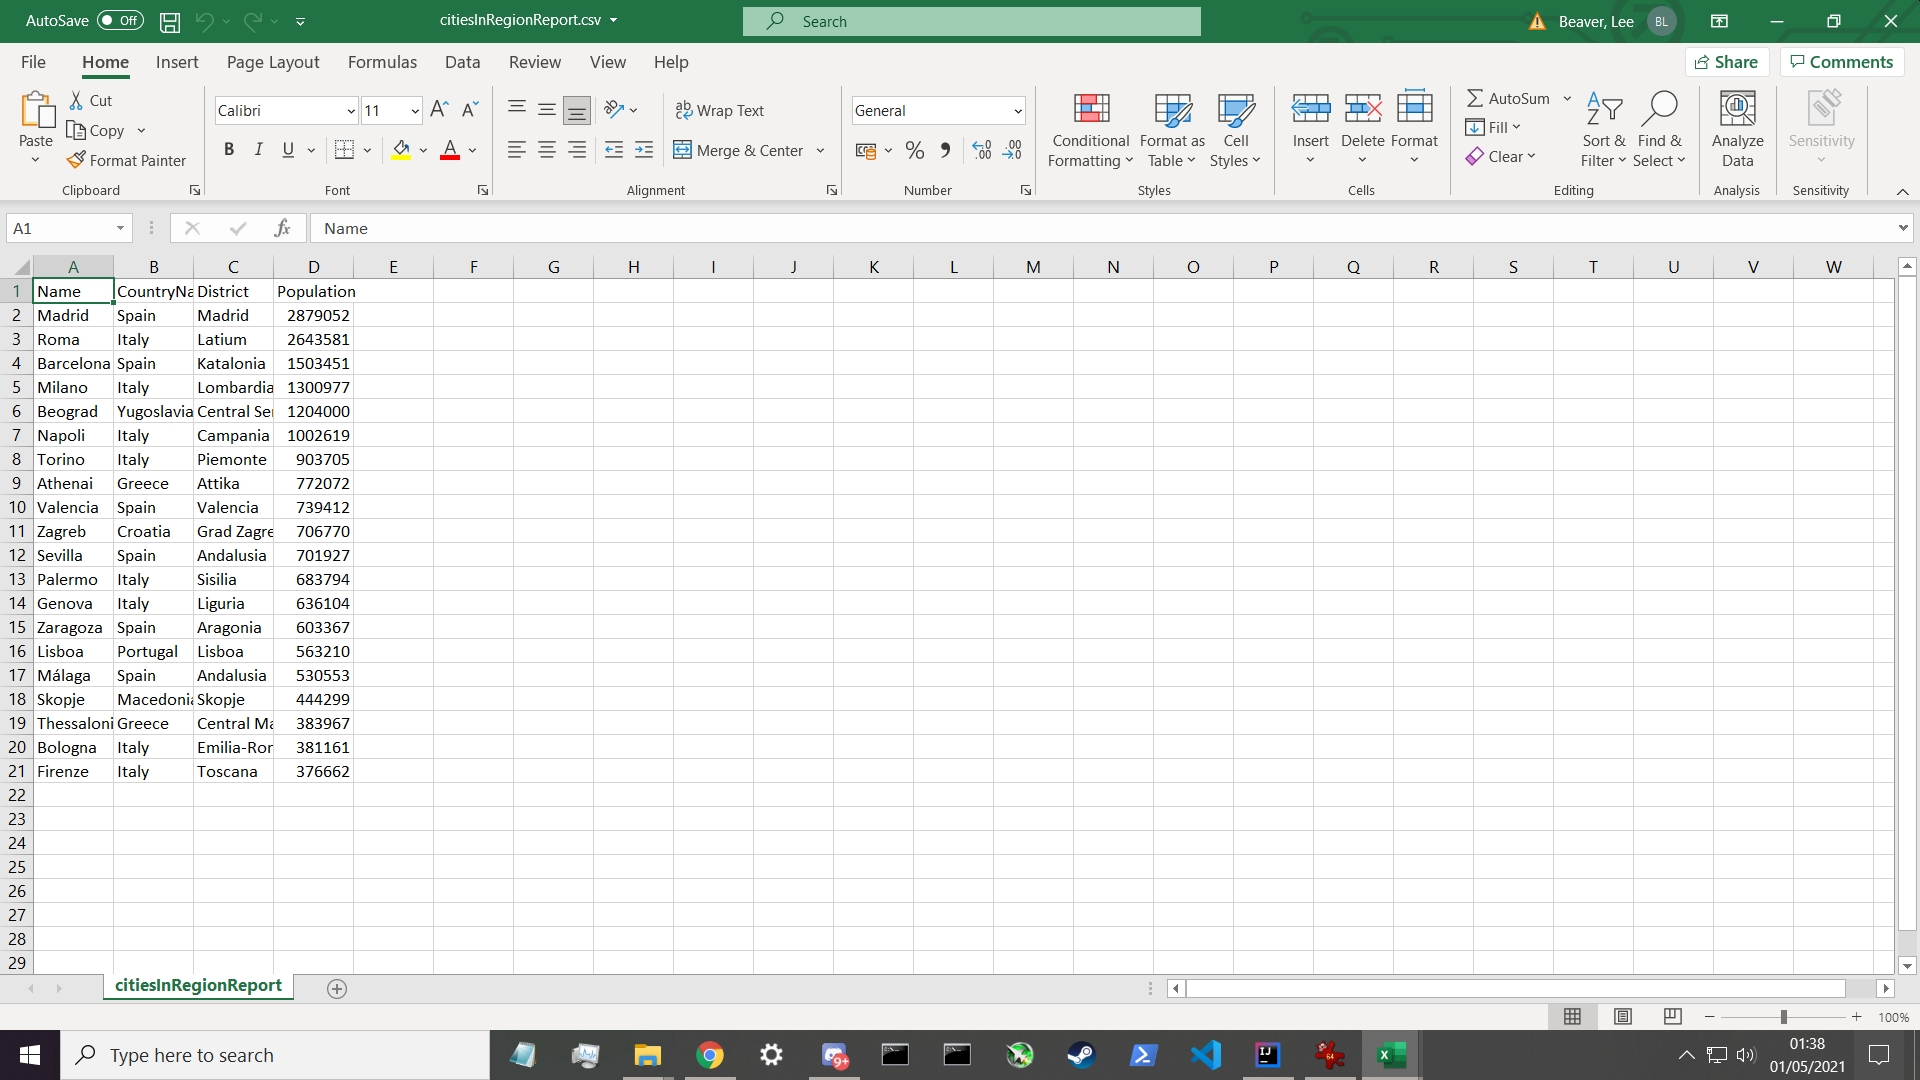 AutoSave Off citiesInRegionReport.csv Search Beaver, Lee BL
File Home Insert Page Layout Formulas Data Review View Help Share Comments
Paste Cut Copy Format Painter Clipboard
Calibri 11 B I U A Font
ab Wrap Text Merge & Center Alignment
General % Number
Conditional Formatting Format as Table Cell Styles Styles
Insert Delete Format Cells
AutoSum Fill Clear Sort & Filter Find & Select Editing
Analyze Data Analysis
Sensitivity Sensitivity
A1 fx Name
A B C D E F G H I J K L M N O P Q R S T U V W
1 Name CountryNa District Population
2 Madrid Spain Madrid 2879052
3 Roma Italy Latium 2643581
4 Barcelona Spain Katalonia 1503451
5 Milano Italy Lombardia 1300977
6 Beograd Yugoslavia Central Ser 1204000
7 Napoli Italy Campania 1002619
8 Torino Italy Piemonte 903705
9 Athenai Greece Attika 772072
10 Valencia Spain Valencia 739412
11 Zagreb Croatia Grad Zagre 706770
12 Sevilla Spain Andalusia 701927
13 Palermo Italy Sisilia 683794
14 Genova Italy Liguria 636104
15 Zaragoza Spain Aragonia 603367
16 Lisboa Portugal Lisboa 563210
17 Málaga Spain Andalusia 530553
18 Skopje Macedonia Skopje 444299
19 Thessaloni Greece Central Ma 383967
20 Bologna Italy Emilia-Ror 381161
21 Firenze Italy Toscana 376662
22
23
24
25
26
27
28
29
citiesInRegionReport
100%
Type here to search 9+ IJ 64 01:38
01/05/2021